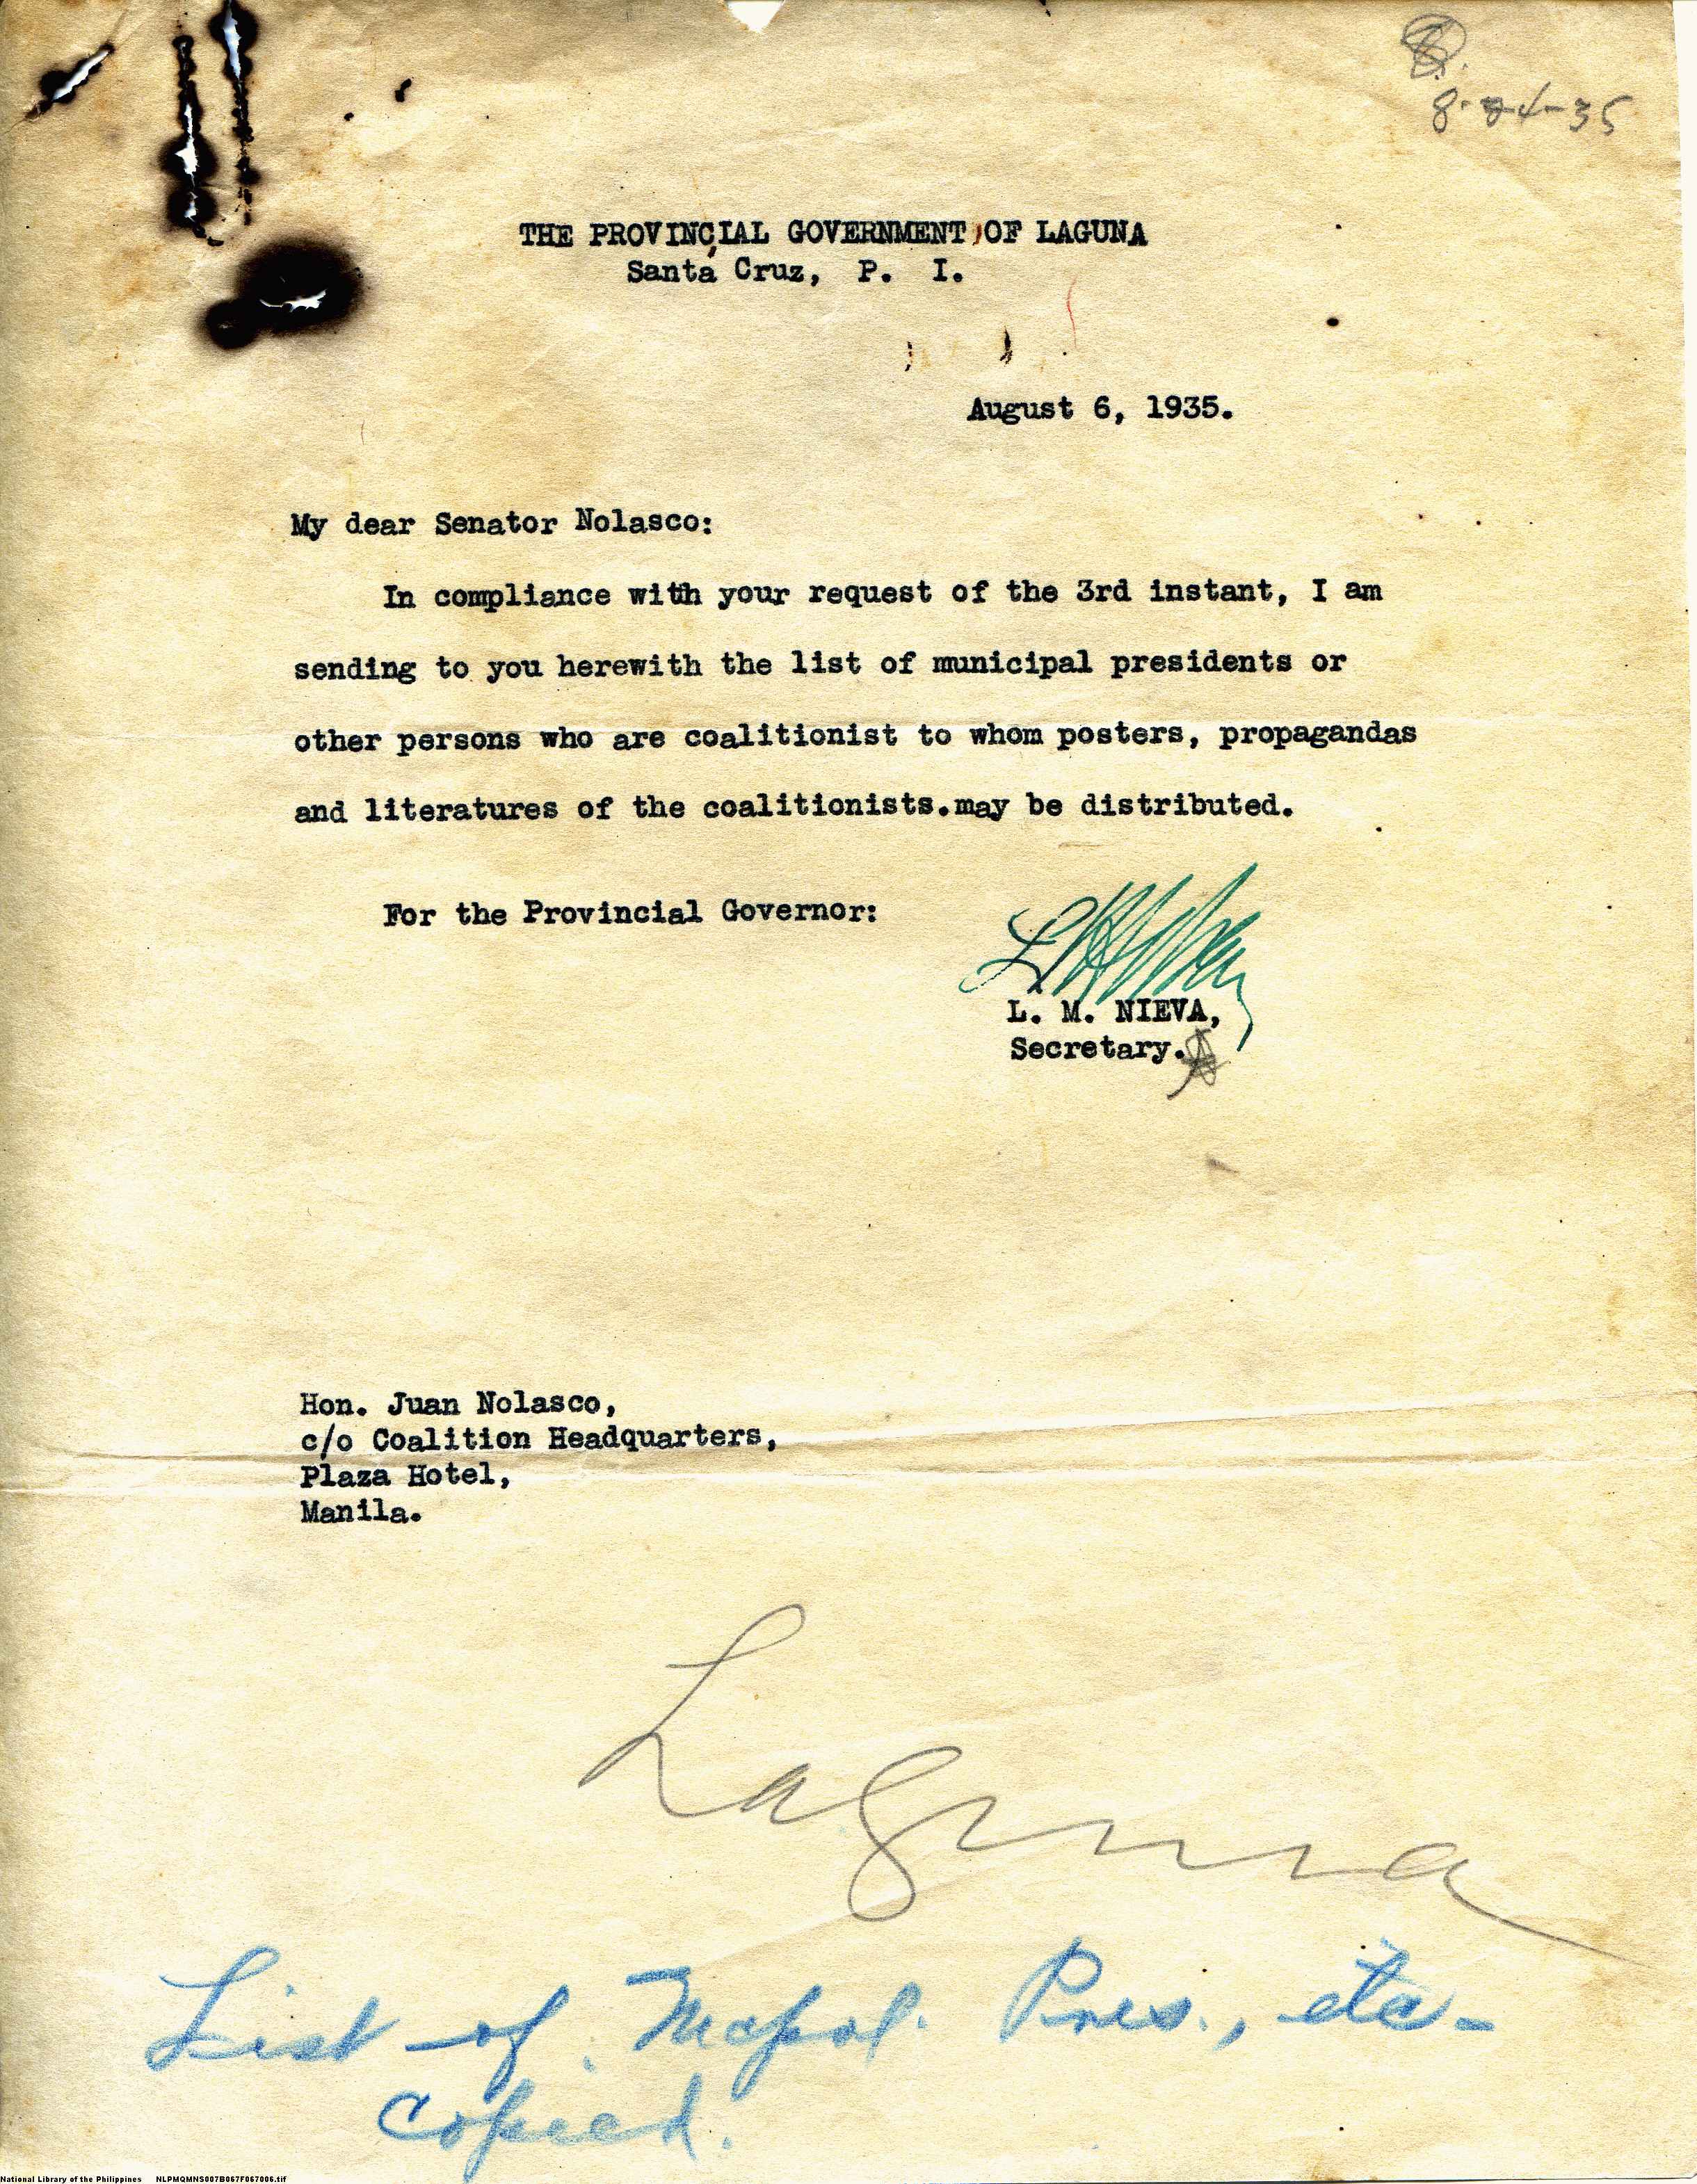 8-24-35
THE PROVINCIAL GOVERNMENT OF LAGUNA
Santa Cruz, P. I.
August 6, 1935.
My dear Senator Nolasco:
In compliance with your request of the 3rd instant, I am
sending to you herewith the list of municipal presidents or
other persons who are coalitionist to whom posters, propagandas
and literatures of the coalitionists.may be distributed.
For the Provincial Governor:
L. M. NIEVA,
Secretary.
Hon. Juan Nolasco,
c/o Coalition Headquarters,
Plaza Hotel,
Manila.
Laguna
List of Mcpal. Pres., etc-
copied.
National Library of the Philippines NLPMQMNS007B067F067006.tif